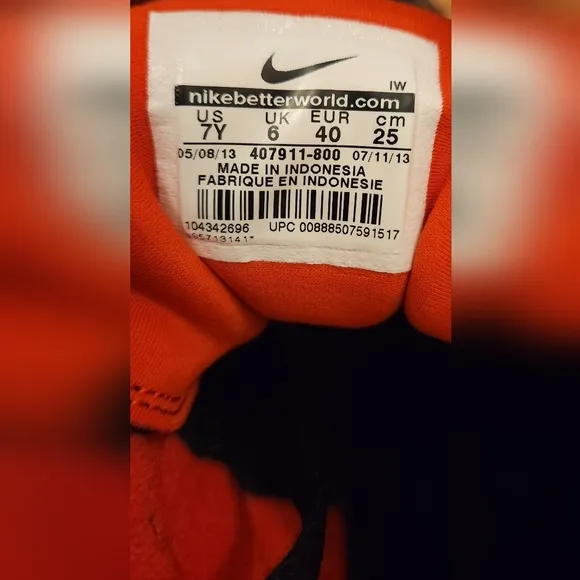 IW
nikebetterworld.com
US UK EUR cm
7Y 6 40 25
05/08/13 407911-800 07/11/13
MADE IN INDONESIA
FABRIQUE EN INDONESIE
104342696 UPC 00888507591517
5713141*